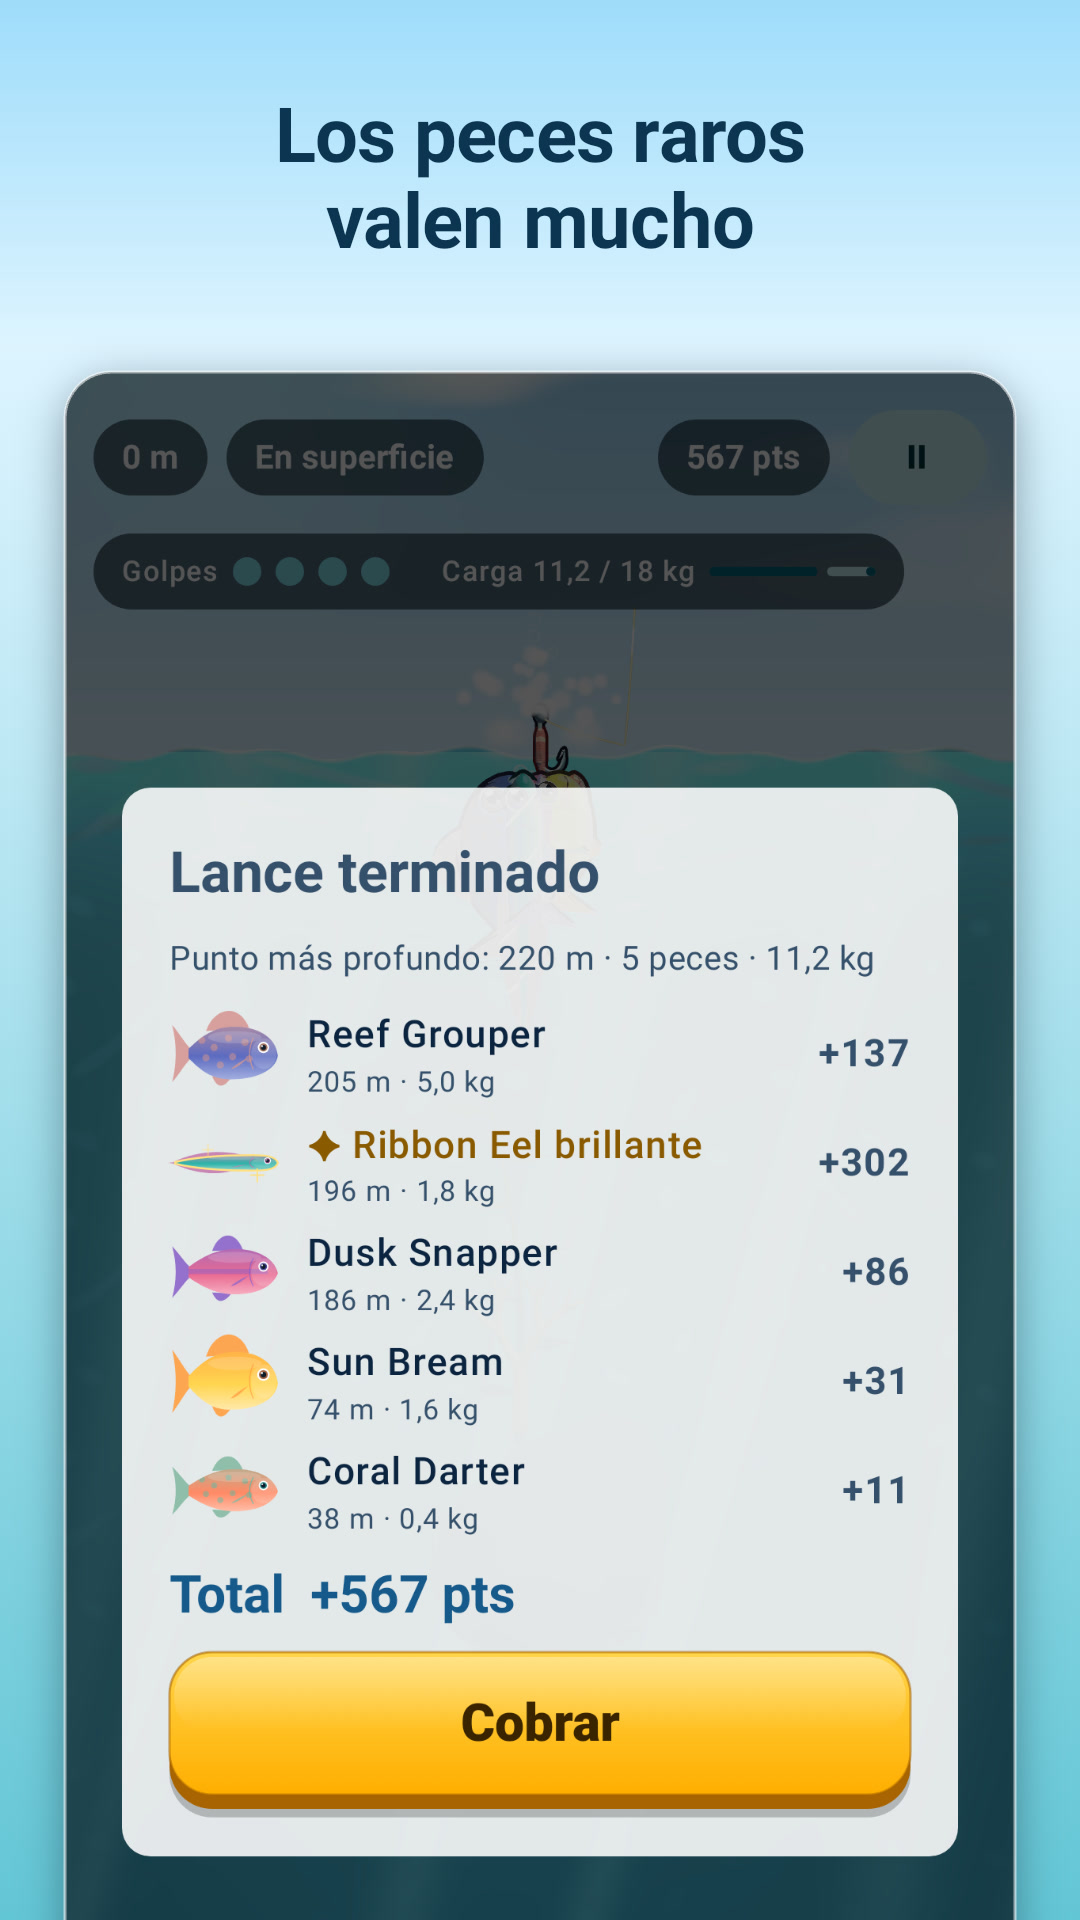 Los peces raros
valen mucho
0 m
En superficie
567 pts
Golpes
Carga 11,2 / 18 kg
Lance terminado
Punto más profundo: 220 m · 5 peces · 11,2 kg
Reef Grouper
+137
205 m · 5,0 kg
✦ Ribbon Eel brillante
+302
196 m · 1,8 kg
Dusk Snapper
+86
186 m · 2,4 kg
Sun Bream
+31
74 m · 1,6 kg
Coral Darter
+11
38 m · 0,4 kg
Total +567 pts
Cobrar